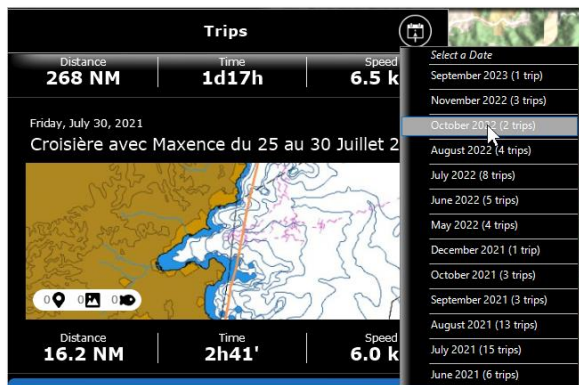 Trips
Distance Time Speed
268 NM 1d17h 6.5 k
Friday, July 30, 2021
Croisière avec Maxence du 25 au 30 Juillet 2
0 0 0
Distance Time Speed
16.2 NM 2h41' 6.0 k
Select a Date
September 2023 (1 trip)
November 2022 (3 trips)
October 2022 (2 trips)
August 2022 (4 trips)
July 2022 (8 trips)
June 2022 (5 trips)
May 2022 (4 trips)
December 2021 (1 trip)
October 2021 (3 trips)
September 2021 (3 trips)
August 2021 (13 trips)
July 2021 (15 trips)
June 2021 (6 trips)